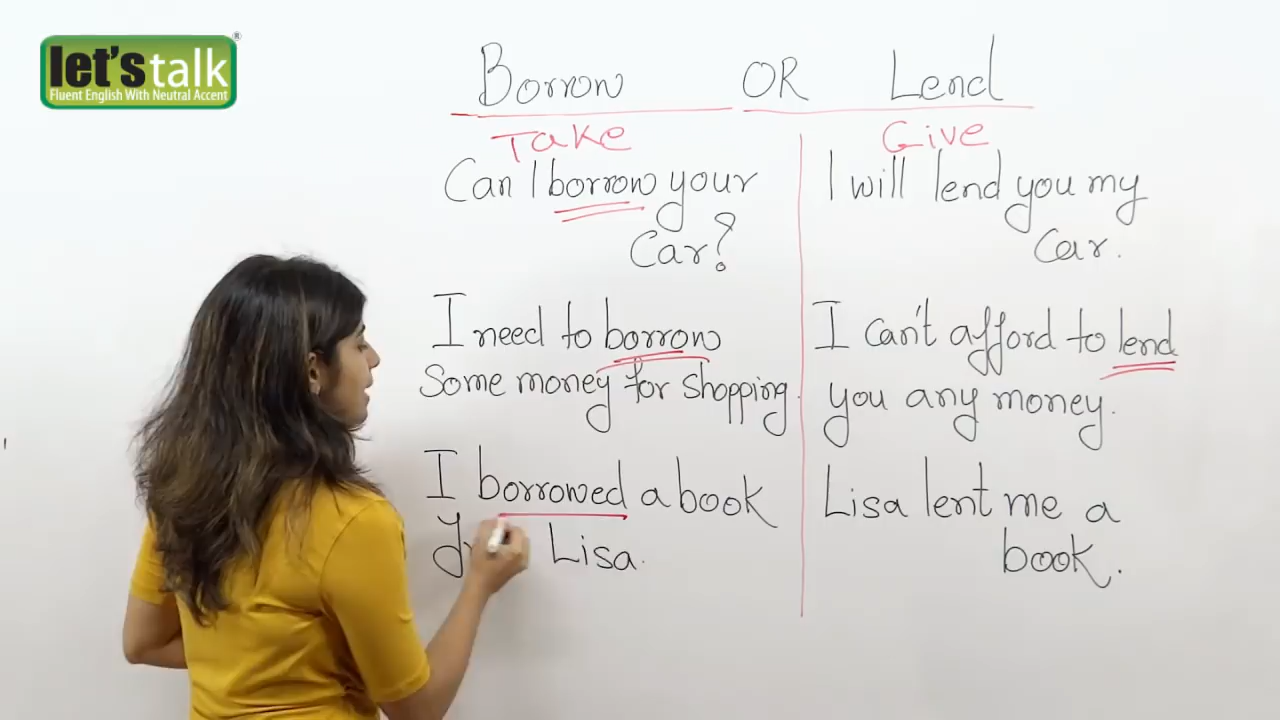 let's talk®
Fluent English With Neutral Accent
Borrow OR Lend
Take
Can I borrow your
Car?
I need to borrow
Some money for shopping.
I borrowed a book
Lisa.
Give
I will lend you my
Car.
I can't afford to lend
you any money.
Lisa lent me a
book.